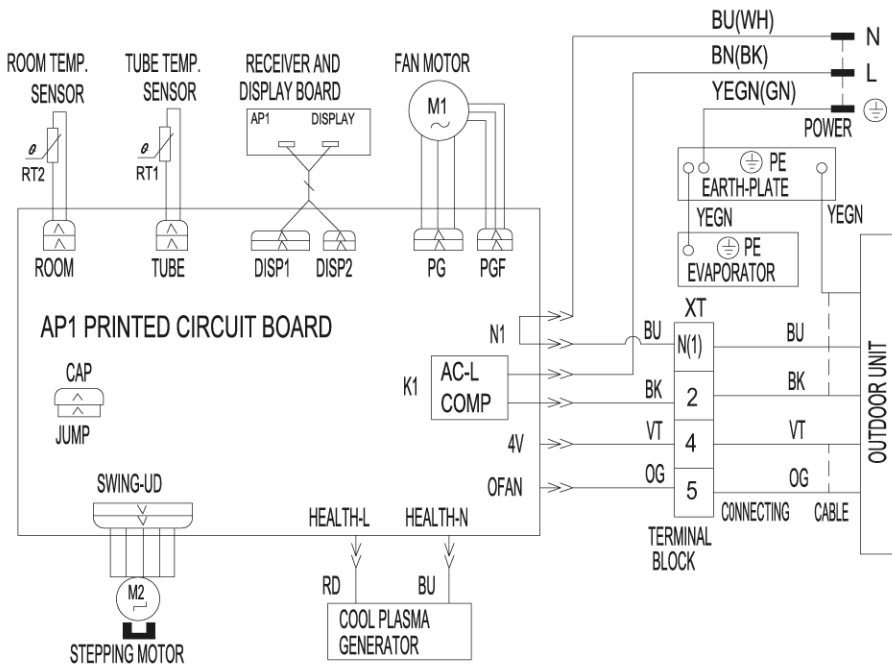 BU(WH)
N
BN(BK)
L
YEGN(GN)
POWER
ROOM TEMP.
SENSOR
RT2
TUBE TEMP.
SENSOR
RT1
RECEIVER AND
DISPLAY BOARD
AP1 DISPLAY
FAN MOTOR
M1
PE
EARTH-PLATE
YEGN
YEGN
PE
EVAPORATOR
ROOM
TUBE
DISP1
DISP2
PG
PGF
AP1 PRINTED CIRCUIT BOARD
CAP
JUMP
N1
K1
AC-L
COMP
4V
OFAN
BU
BK
VT
OG
XT
N(1)
2
4
5
TERMINAL
BLOCK
BU
BK
VT
OG
CONNECTING CABLE
OUTDOOR UNIT
SWING-UD
M2
STEPPING MOTOR
HEALTH-L
HEALTH-N
RD
BU
COOL PLASMA
GENERATOR